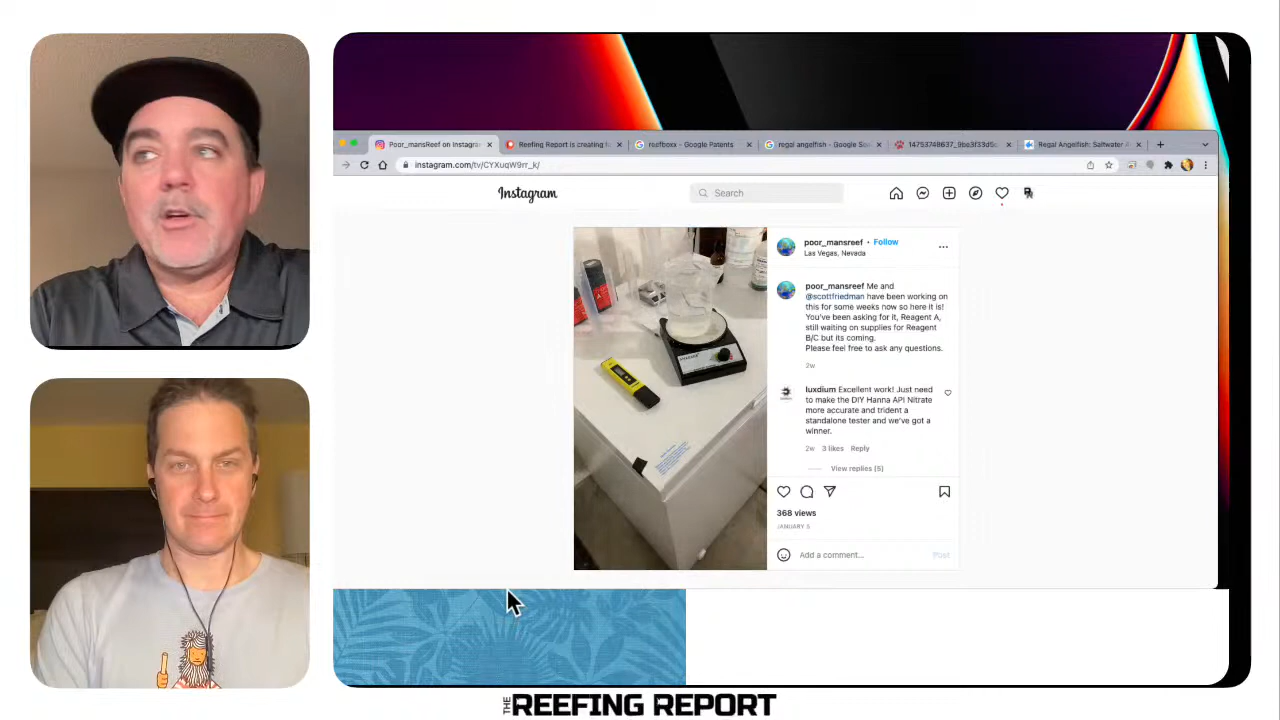 Poor_mansReef on Instagram
Reefing Report is creating
reefboxx - Google Patents
regal angelfish - Google
14753748637_9be3f33d5
Regal Angelfish: Saltwater A
instagram.com/tv/CYXuqW9rr_k/
Instagram
Search
poor_mansreef • Follow
Las Vegas, Nevada
poor_mansreef Me and
@scottfriedman have been working on
this for some weeks now so here it is!
You've been asking for it, Reagent A,
still waiting on supplies for Reagent
B/C but its coming.
Please feel free to ask any questions.
2w
luxdium Excellent work! Just need
to make the DIY Hanna API Nitrate
more accurate and trident a
standalone tester and we've got a
winner.
2w 3 likes Reply
View replies (5)
368 views
JANUARY 5
Add a comment... Post
THE REEFING REPORT